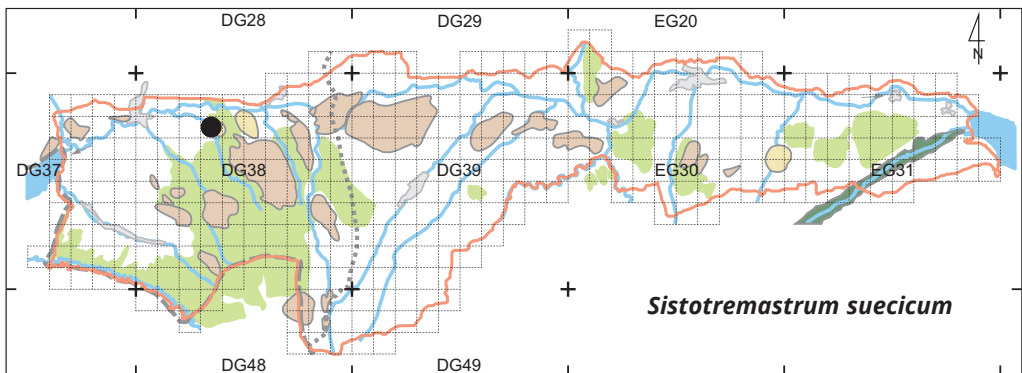 DG28 DG29 EG20
N
DG37 DG38 DG39 EG30 EG31
Sistotremastrum suecicum
DG48 DG49